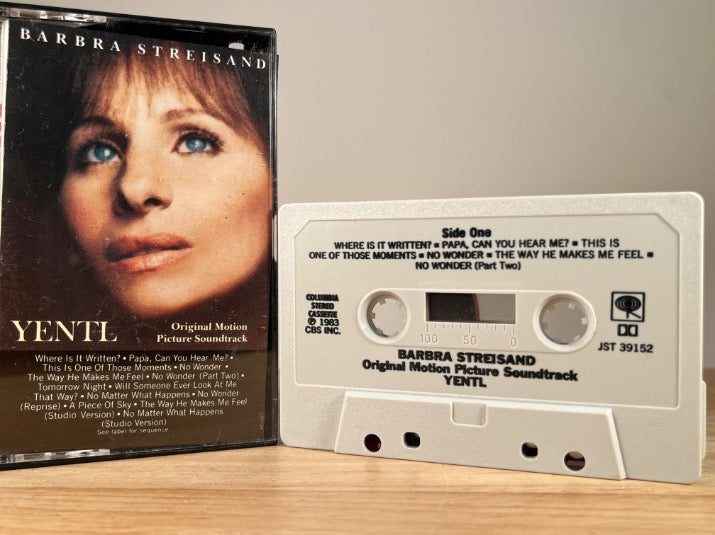 BARBRA STREISAND
YENTL
Original Motion
Picture Soundtrack
Where Is It Written? • Papa, Can You Hear Me? •
This Is One Of Those Moments • No Wonder •
The Way He Makes Me Feel • No Wonder (Part Two) •
Tomorrow Night • Will Someone Ever Look At Me
That Way? • No Matter What Happens • No Wonder
(Reprise) • A Piece Of Sky • The Way He Makes Me Feel
(Studio Version) • No Matter What Happens
(Studio Version)
See label for sequence.
Side One
WHERE IS IT WRITTEN? ▪ PAPA, CAN YOU HEAR ME? ▪ THIS IS
ONE OF THOSE MOMENTS ▪ NO WONDER ▪ THE WAY HE MAKES ME FEEL ▪
NO WONDER (Part Two)
COLUMBIA
STEREO
CASSETTE
℗ 1983
CBS INC.
100 50 0
JST 39152
BARBRA STREISAND
Original Motion Picture Soundtrack
YENTL